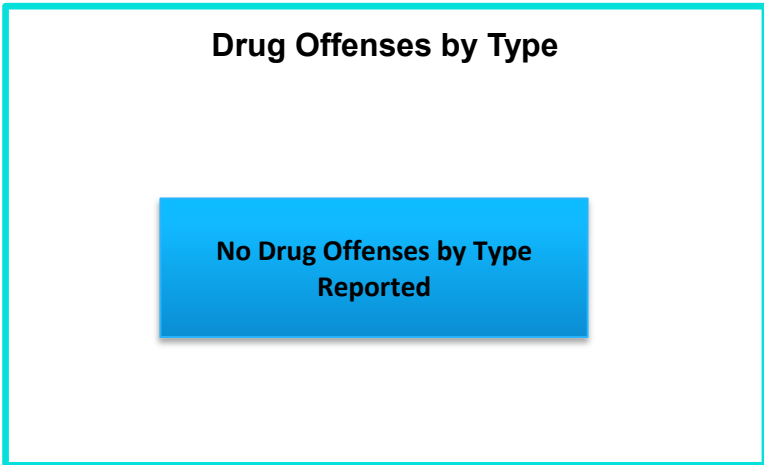 Drug Offenses by Type
No Drug Offenses by Type
Reported